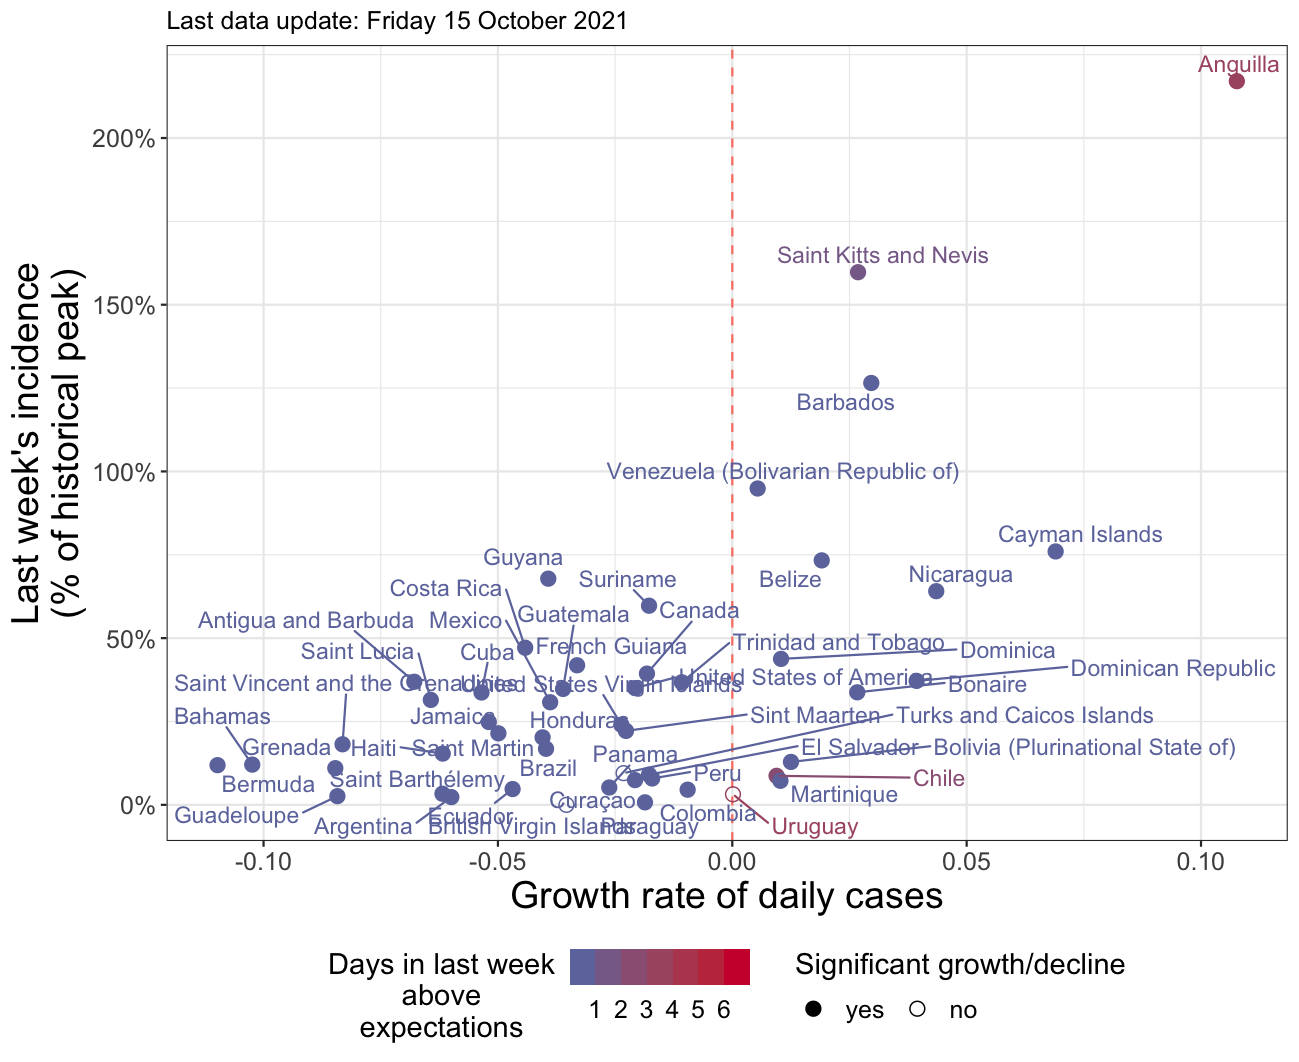 Last data update: Friday 15 October 2021
Last week's incidence
(% of historical peak)
200%
150%
100%
50%
0%
Anguilla
Saint Kitts and Nevis
Barbados
Venezuela (Bolivarian Republic of)
Cayman Islands
Guyana
Suriname
Belize
Nicaragua
Costa Rica
Antigua and Barbuda
Mexico
Guatemala
Canada
Saint Lucia
Cuba
French Guiana
Trinidad and Tobago
Dominica
Saint Vincent and the Grenadines
United States Virgin Islands
United States of America
Dominican Republic
Bonaire
Bahamas
Jamaica
Honduras
Sint Maarten
Turks and Caicos Islands
Grenada
Haiti
Saint Martin
Panama
El Salvador
Bolivia (Plurinational State of)
Bermuda
Saint Barthélemy
Brazil
Peru
Chile
Guadeloupe
Curaçao
Martinique
Argentina
Ecuador
British Virgin Islands
Paraguay
Colombia
Uruguay
-0.10 -0.05 0.00 0.05 0.10
Growth rate of daily cases
Days in last week
above
expectations
1 2 3 4 5 6
Significant growth/decline
yes no